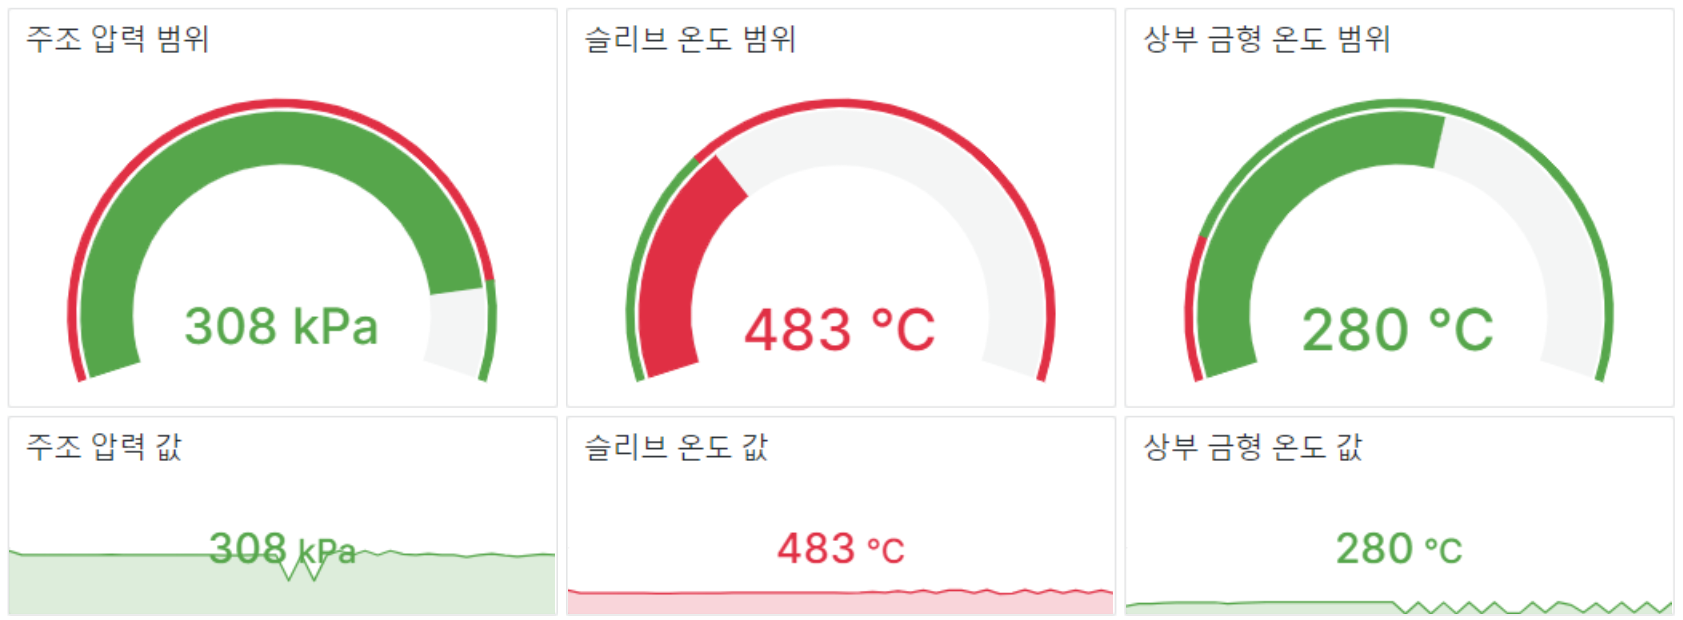 주조 압력 범위
308 kPa
슬리브 온도 범위
483 °C
상부 금형 온도 범위
280 °C
주조 압력 값
308 kPa
슬리브 온도 값
483 °C
상부 금형 온도 값
280 °C